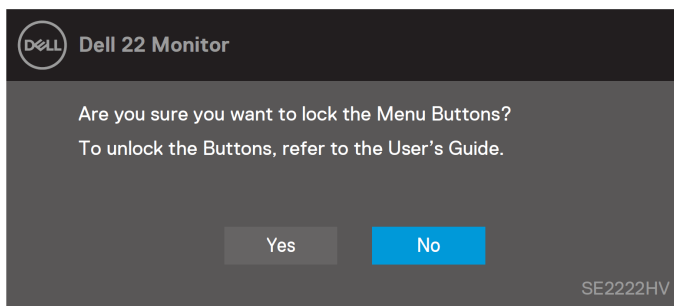 DELL
Dell 22 Monitor
Are you sure you want to lock the Menu Buttons?
To unlock the Buttons, refer to the User's Guide.
Yes
No
SE2222HV